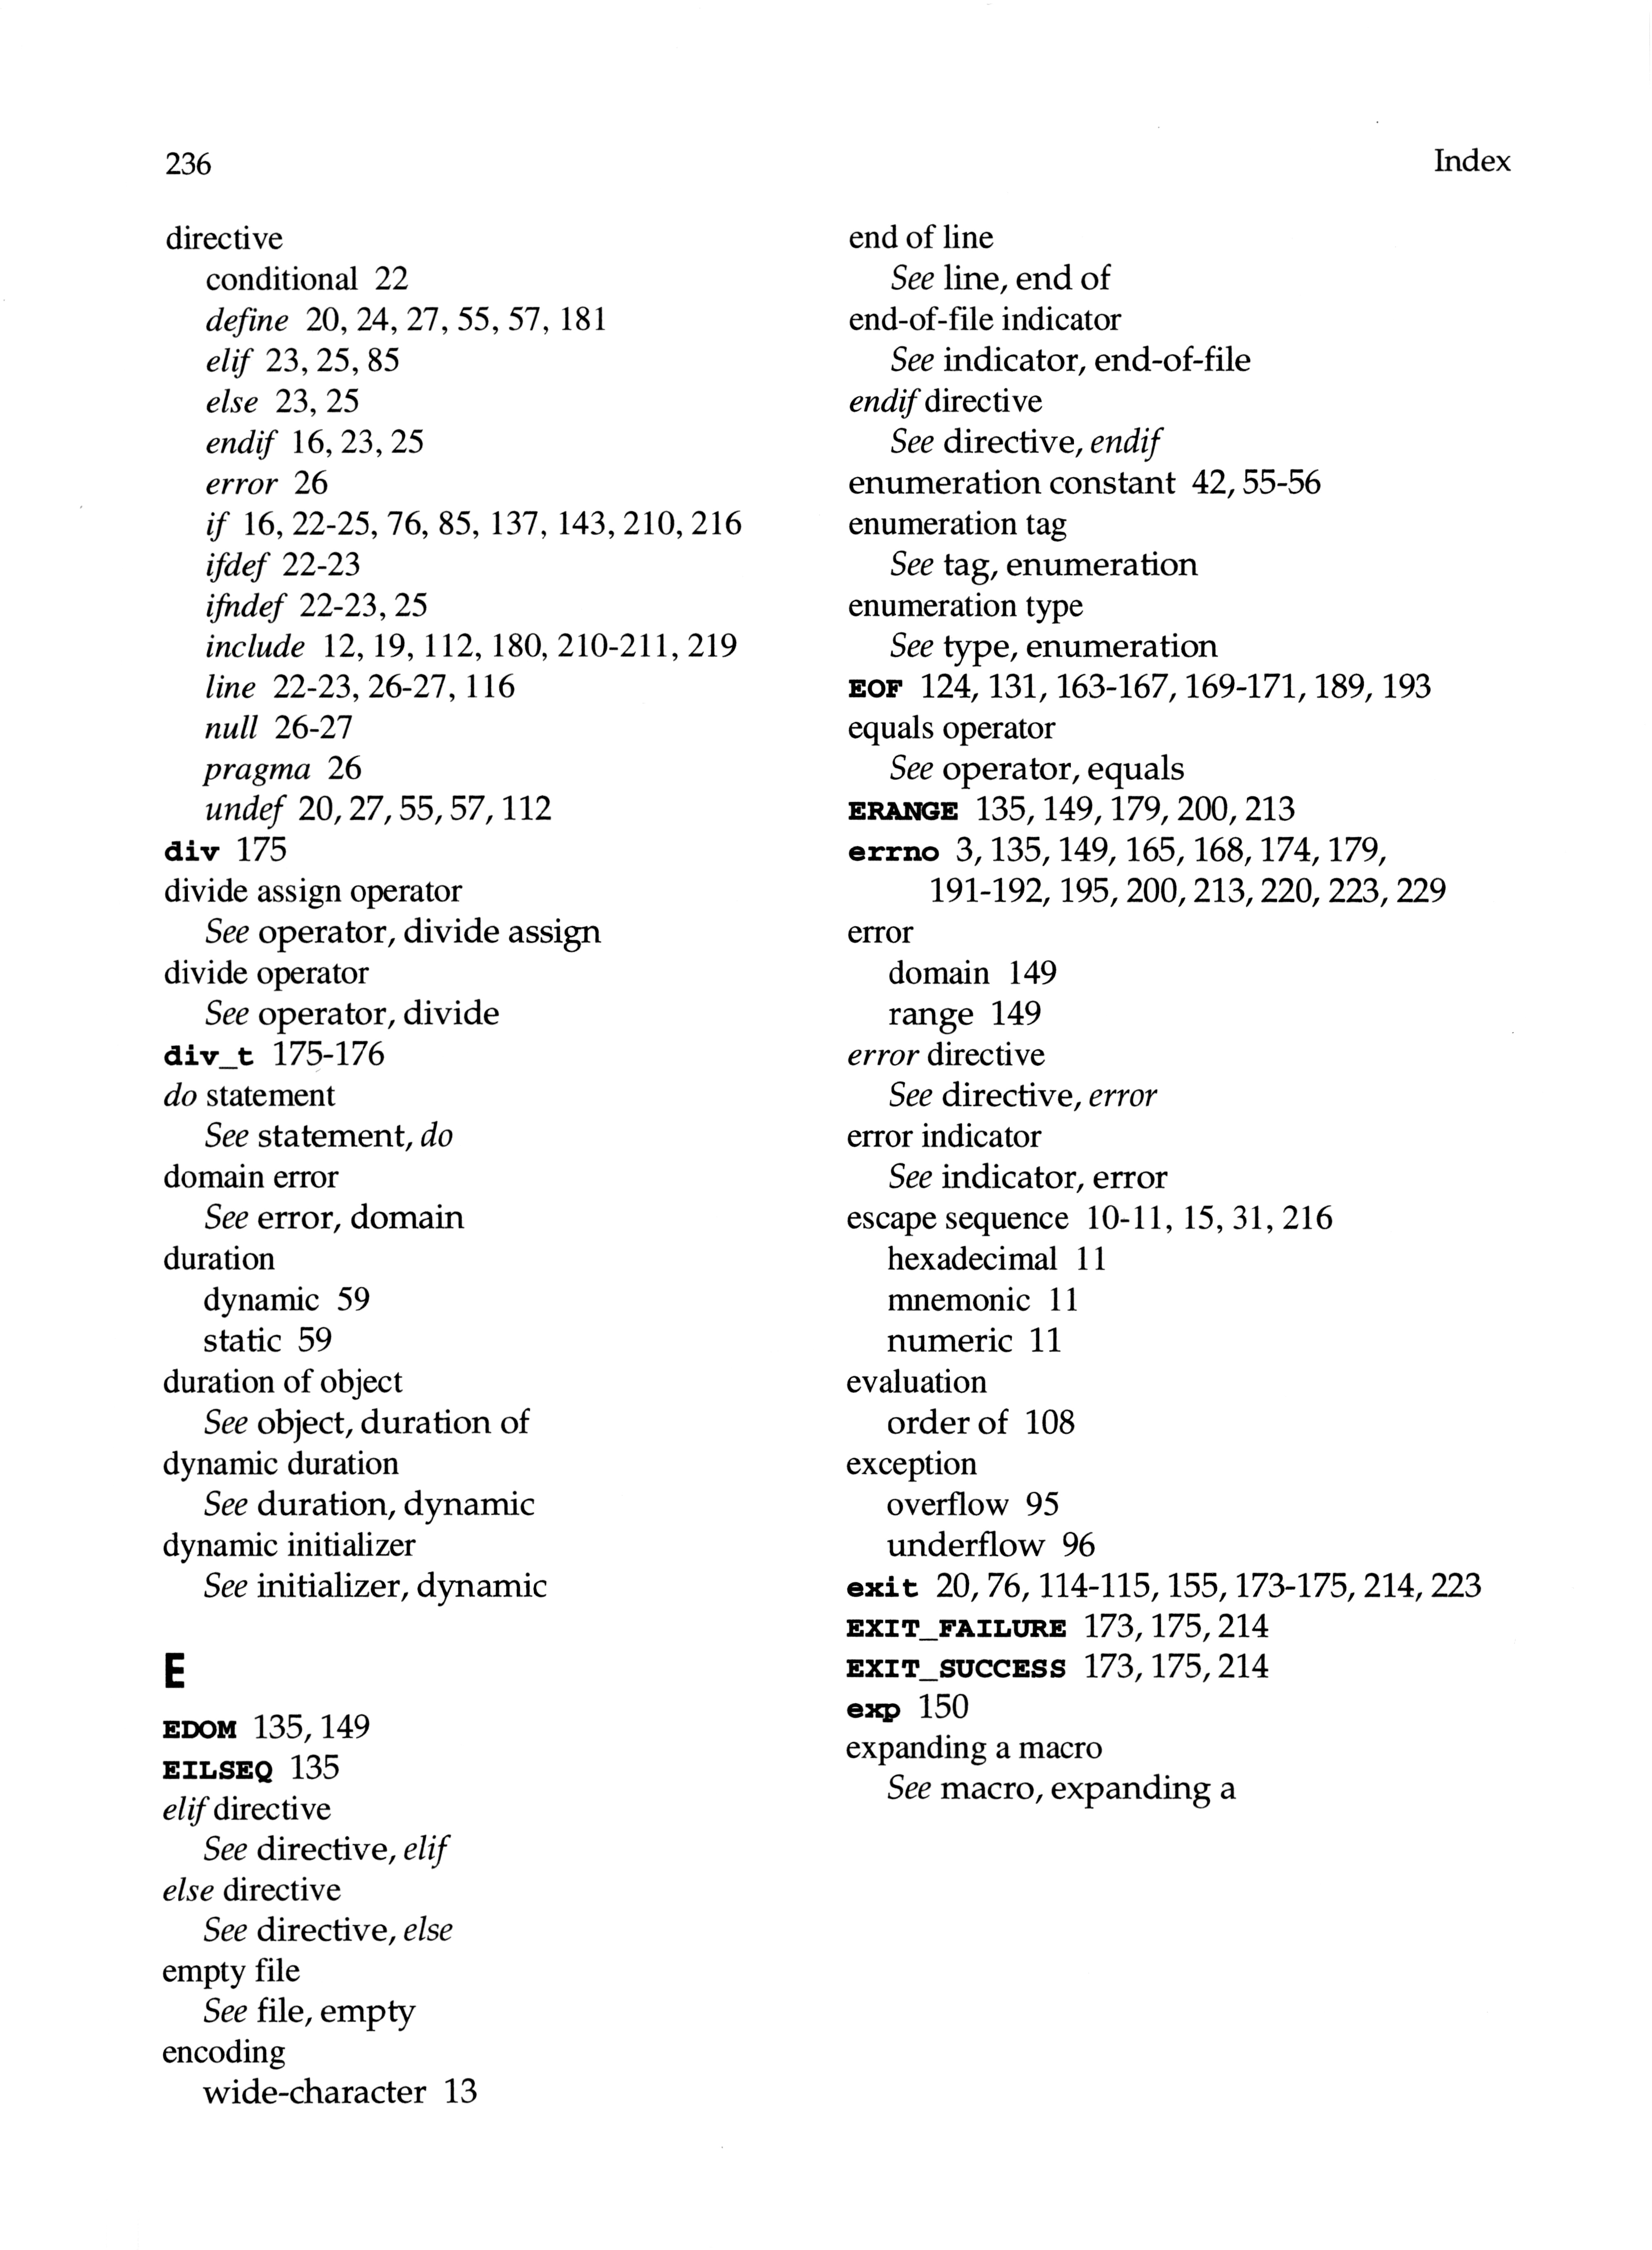 236
Index
directive
conditional 22
define 20, 24, 27, 55, 57, 181
elif 23, 25, 85
else 23, 25
endif 16, 23, 25
error 26
if 16, 22-25, 76, 85, 137, 143, 210, 216
ifdef 22-23
ifndef 22-23, 25
include 12, 19, 112, 180, 210-211, 219
line 22-23, 26-27, 116
null 26-27
pragma 26
undef 20, 27, 55, 57, 112
div 175
divide assign operator
See operator, divide assign
divide operator
See operator, divide
div_t 175-176
do statement
See statement, do
domain error
See error, domain
duration
dynamic 59
static 59
duration of object
See object, duration of
dynamic duration
See duration, dynamic
dynamic initializer
See initializer, dynamic
E
EDOM 135, 149
EILSEQ 135
elif directive
See directive, elif
else directive
See directive, else
empty file
See file, empty
encoding
wide-character 13
end of line
See line, end of
end-of-file indicator
See indicator, end-of-file
endif directive
See directive, endif
enumeration constant 42, 55-56
enumeration tag
See tag, enumeration
enumeration type
See type, enumeration
EOF 124, 131, 163-167, 169-171, 189, 193
equals operator
See operator, equals
ERANGE 135, 149, 179, 200, 213
errno 3, 135, 149, 165, 168, 174, 179,
191-192, 195, 200, 213, 220, 223, 229
error
domain 149
range 149
error directive
See directive, error
error indicator
See indicator, error
escape sequence 10-11, 15, 31, 216
hexadecimal 11
mnemonic 11
numeric 11
evaluation
order of 108
exception
overflow 95
underflow 96
exit 20, 76, 114-115, 155, 173-175, 214, 223
EXIT_FAILURE 173, 175, 214
EXIT_SUCCESS 173, 175, 214
exp 150
expanding a macro
See macro, expanding a